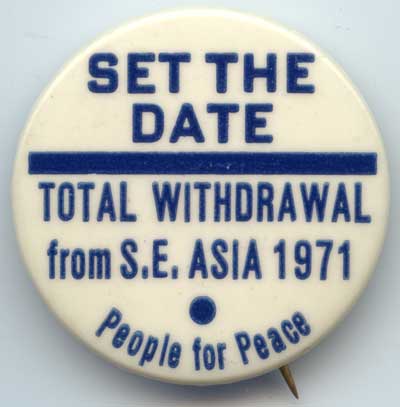 SET THE
DATE
TOTAL WITHDRAWAL
from S.E. ASIA 1971
People for Peace